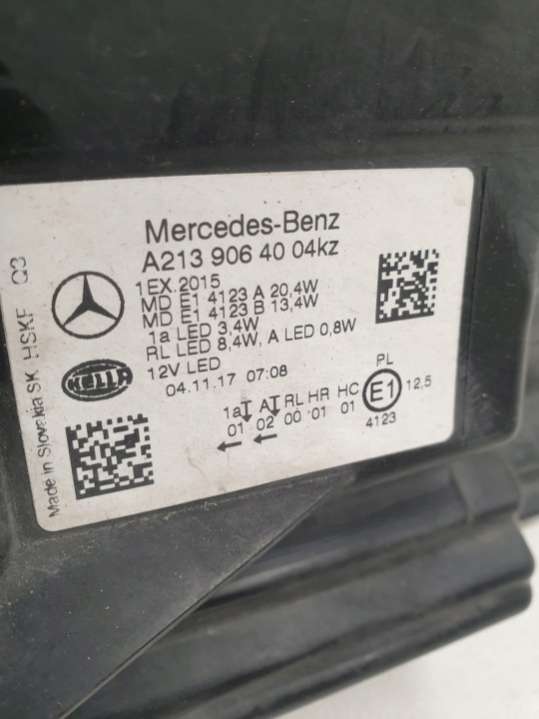 Mercedes-Benz
A213 906 40 04kz
1EX.2015
MD E1 4123 A 20,4W
MD E1 4123 B 13,4W
1a LED 3,4W
RL LED 8,4W, A LED 0,8W
12V LED
04.11.17 07:08
HELLA
PL
1a A RL HR HC E1 12,5
01 02 00 01 01 4123
Made in Slovakia SK HSKF Q3